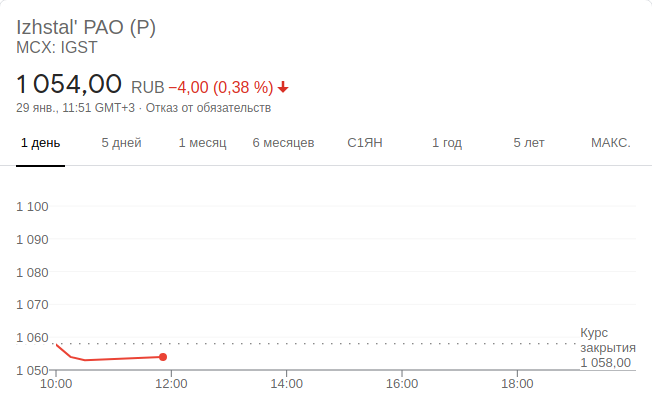 Izhstal' PAO (P)
MCX: IGST
1 054,00 RUB −4,00 (0,38 %)
29 янв., 11:51 GMT+3 · Отказ от обязательств
1 день 5 дней 1 месяц 6 месяцев С1ЯН 1 год 5 лет МАКС.
1 100
1 090
1 080
1 070
1 060
1 050
Курс
закрытия
1 058,00
10:00 12:00 14:00 16:00 18:00